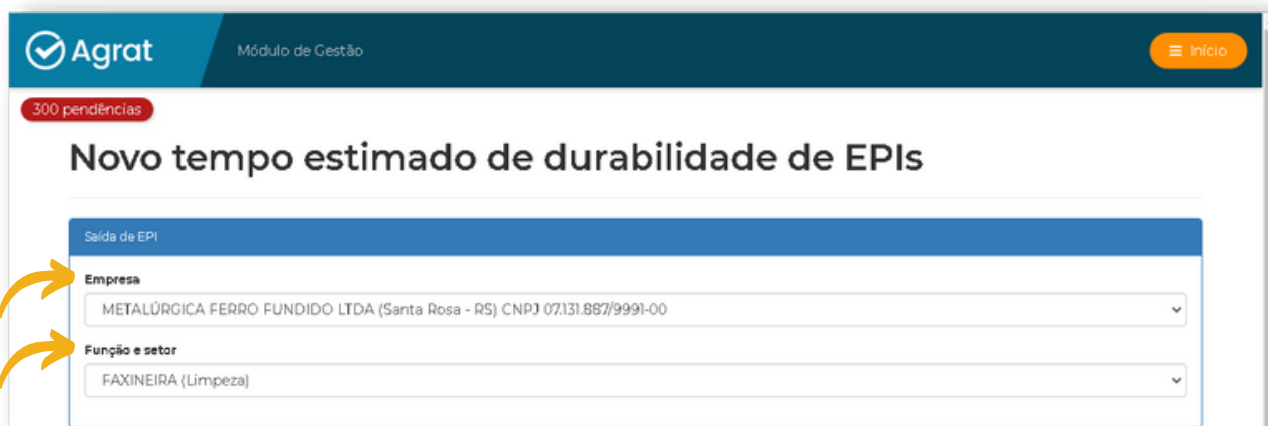 Agrat
Módulo de Gestão
Início
300 pendências
Novo tempo estimado de durabilidade de EPIs
Saída de EPI
Empresa
METALÚRGICA FERRO FUNDIDO LTDA (Santa Rosa - RS) CNPJ 07.131.887/9991-00
Função e setor
FAXINEIRA (Limpeza)